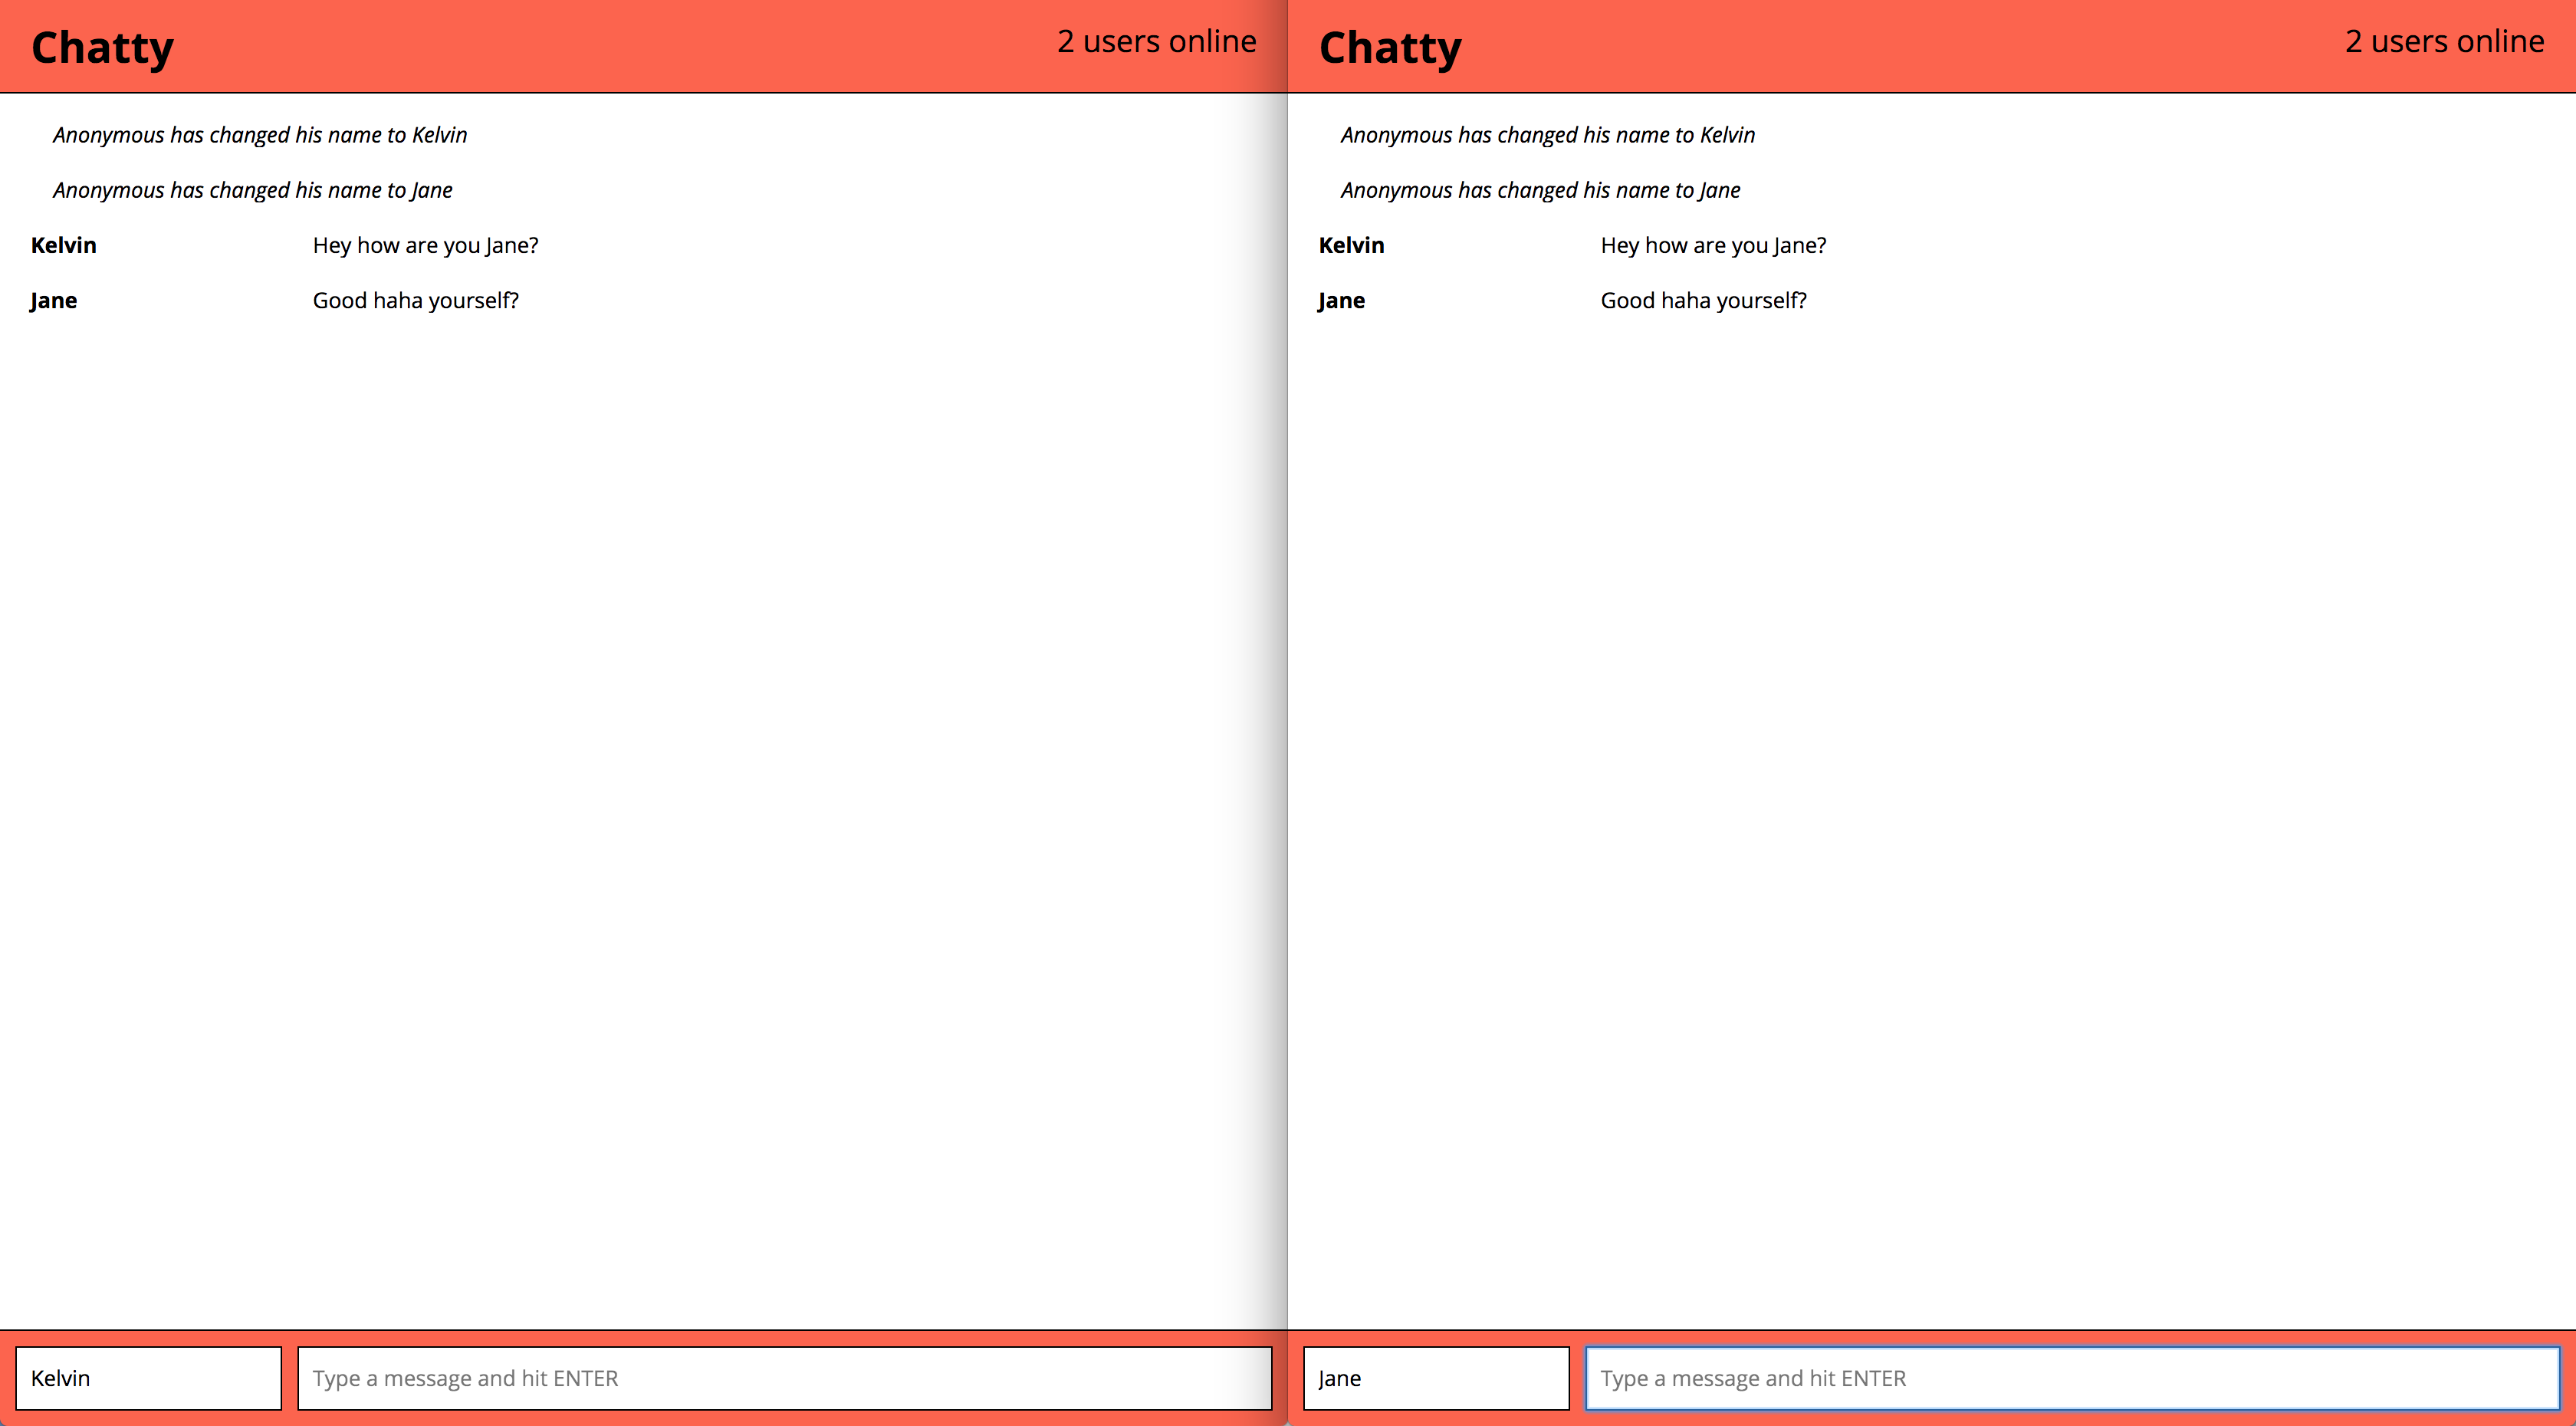 Chatty
2 users online
Anonymous has changed his name to Kelvin
Anonymous has changed his name to Jane
Kelvin Hey how are you Jane?
Jane Good haha yourself?
Kelvin Type a message and hit ENTER
Chatty
2 users online
Anonymous has changed his name to Kelvin
Anonymous has changed his name to Jane
Kelvin Hey how are you Jane?
Jane Good haha yourself?
Jane Type a message and hit ENTER